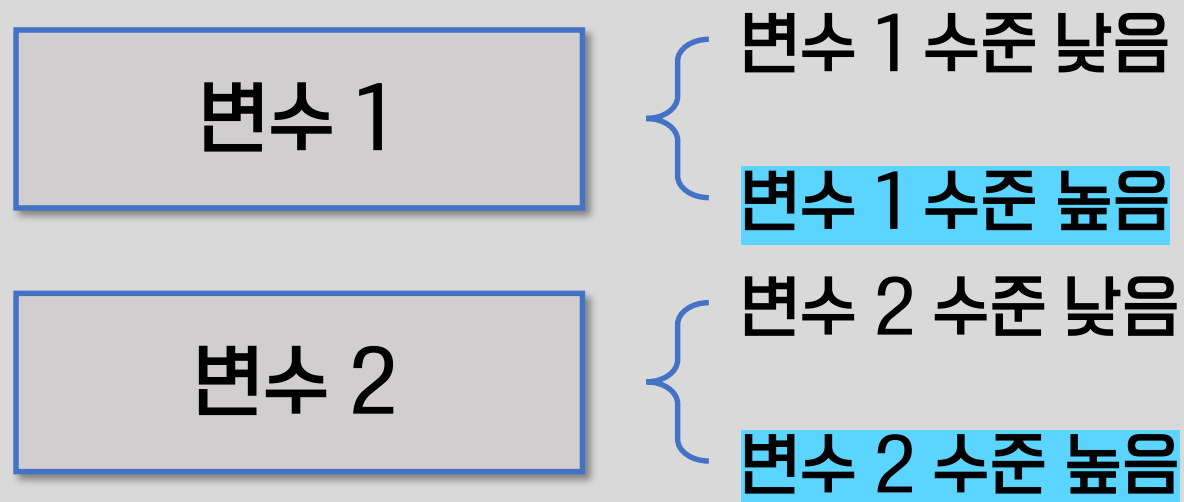 변수 1
변수 1 수준 낮음
변수 1 수준 높음
변수 2
변수 2 수준 낮음
변수 2 수준 높음